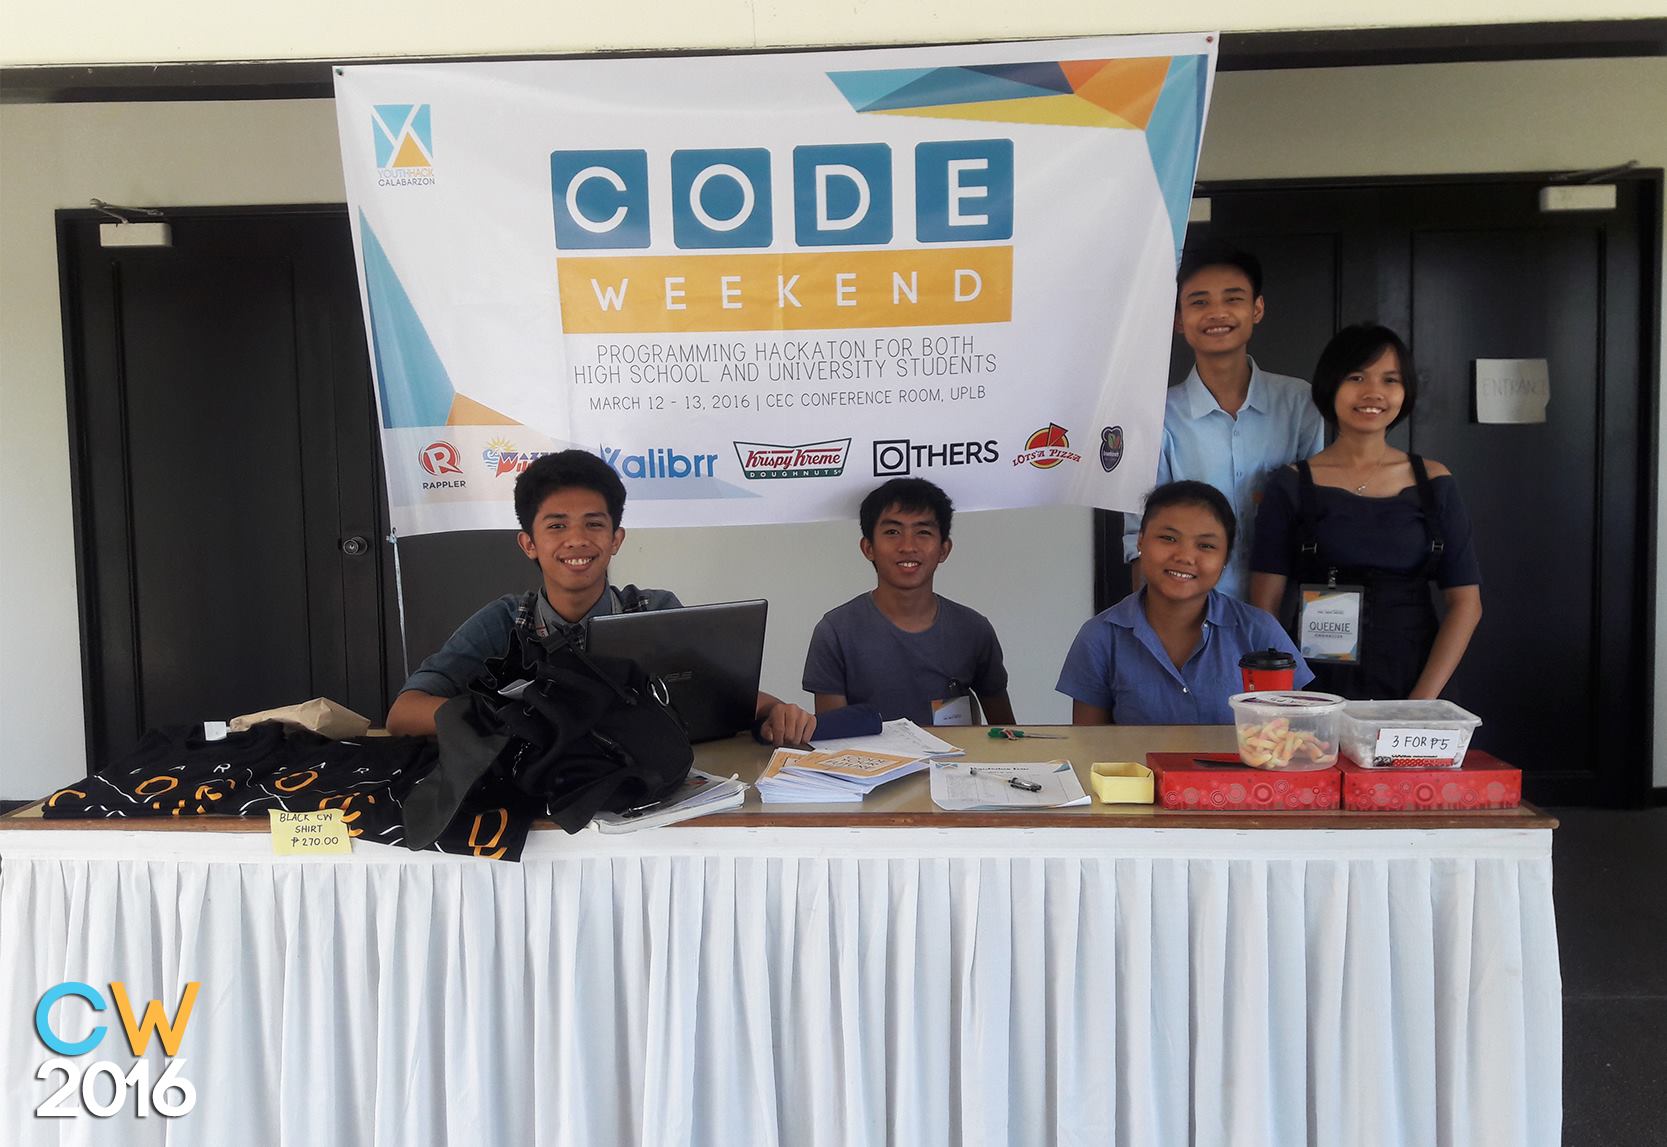 YOUTHHACK
CALABARZON
CODE
WEEKEND
PROGRAMMING HACKATON FOR BOTH
HIGH SCHOOL AND UNIVERSITY STUDENTS
MARCH 12 - 13, 2016 | CEC CONFERENCE ROOM, UPLB
R
RAPPLER
Kalibrr
Krispy Kreme
DOUGHNUTS
OTHERS
LOTS'A PIZZA
ENTRANCE
QUEENIE
BLACK CW
SHIRT
₱ 270.00
3 FOR ₱5
CW
2016